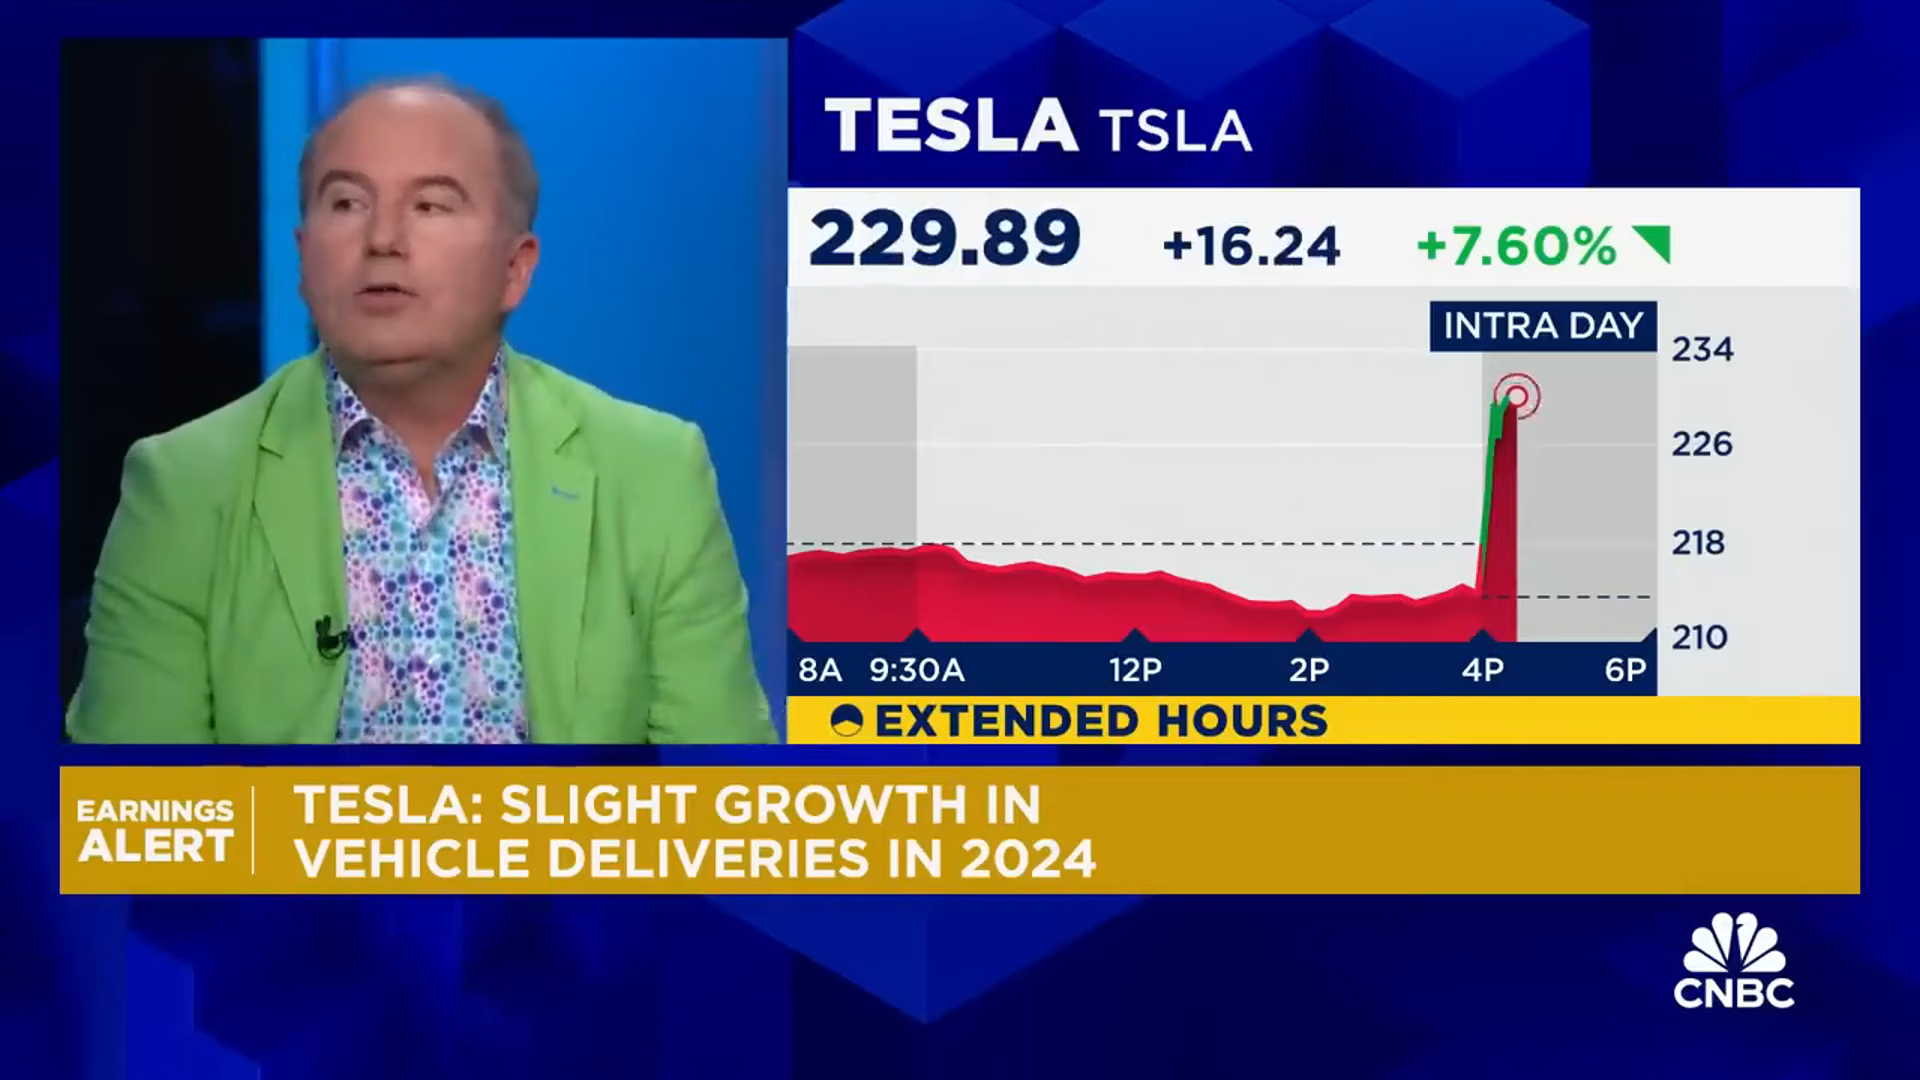 TESLA TSLA
229.89 +16.24 +7.60%
INTRA DAY
234
226
218
210
8A 9:30A 12P 2P 4P 6P
EXTENDED HOURS
EARNINGS
ALERT
TESLA: SLIGHT GROWTH IN
VEHICLE DELIVERIES IN 2024
CNBC